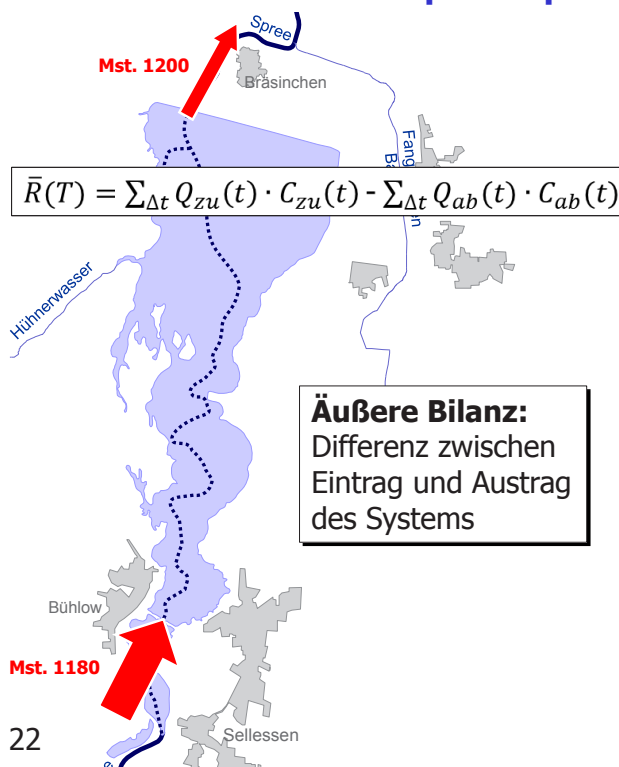 Spree
Mst. 1200
Bräsinchen
R̄(T) = ∑Δt Qzu(t) · Czu(t) - ∑Δt Qab(t) · Cab(t)
Hühnerwasser
Äußere Bilanz:
Differenz zwischen
Eintrag und Austrag
des Systems
Bühlow
Mst. 1180
22
Sellessen